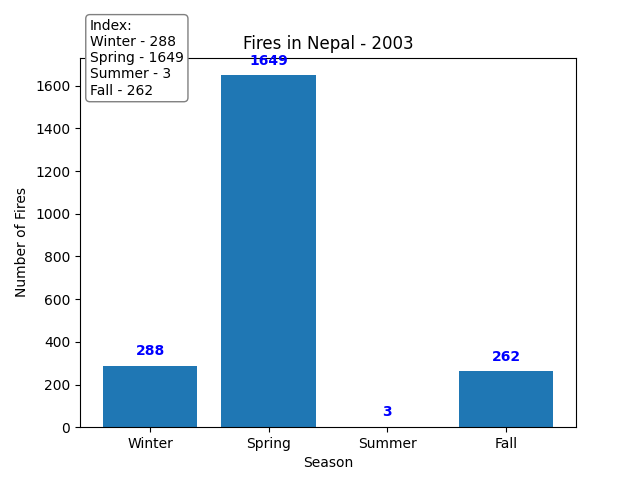 Index:
Winter - 288
Spring - 1649
Summer - 3
Fall - 262
Fires in Nepal - 2003
1649
288
3
262
Number of Fires
1600
1400
1200
1000
800
600
400
200
0
Winter Spring Summer Fall
Season